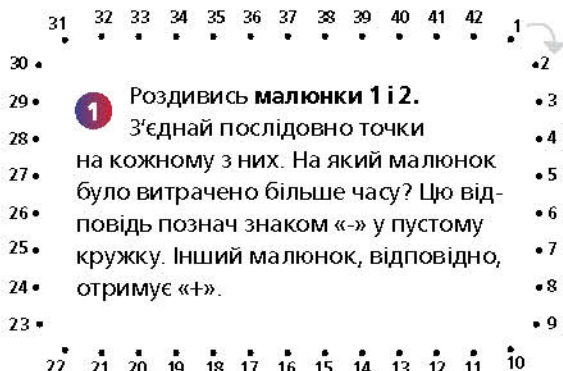 31 32 33 34 35 36 37 38 39 40 41 42 1
30 2
29 3
28 4
27 5
26 6
25 7
24 8
23 9
22 21 20 19 18 17 16 15 14 13 12 11 10
1 Роздивись малюнки 1 і 2.
З'єднай послідовно точки
на кожному з них. На який малюнок
було витрачено більше часу? Цю від-
повідь познач знаком «-» у пустому
кружку. Інший малюнок, відповідно,
отримує «+».